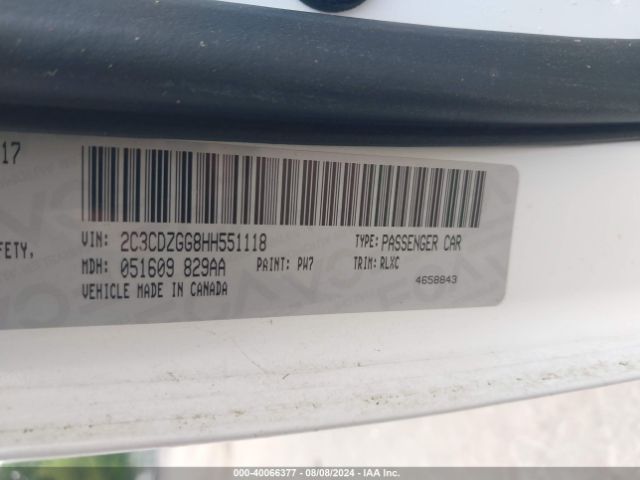 17
FETY,
VIN: 2C3CDZGG8HH551118 TYPE: PASSENGER CAR
MDH: 051609 829AA PAINT: PW7 TRIM: RLXC
VEHICLE MADE IN CANADA 4658843
000-40066377 - 08/08/2024 - IAA Inc.